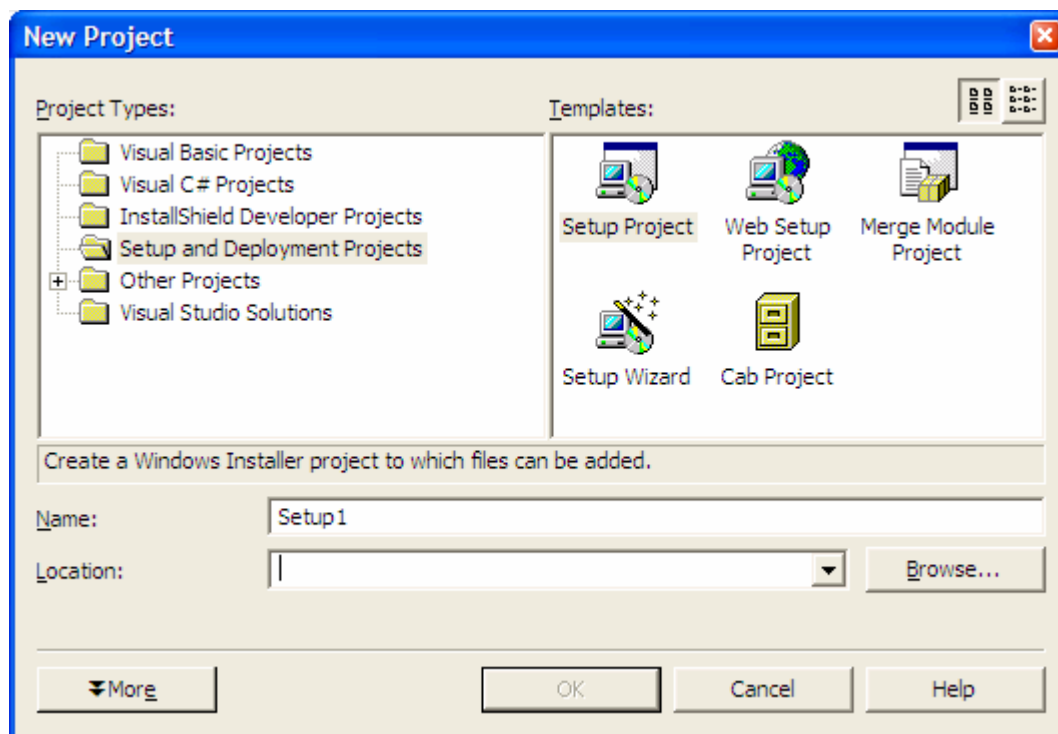 New Project
Project Types:
Templates:
Visual Basic Projects
Visual C# Projects
InstallShield Developer Projects
Setup and Deployment Projects
Other Projects
Visual Studio Solutions
Setup Project
Web Setup
Project
Merge Module
Project
Setup Wizard
Cab Project
Create a Windows Installer project to which files can be added.
Name:
Setup1
Location:
Browse...
More
OK
Cancel
Help